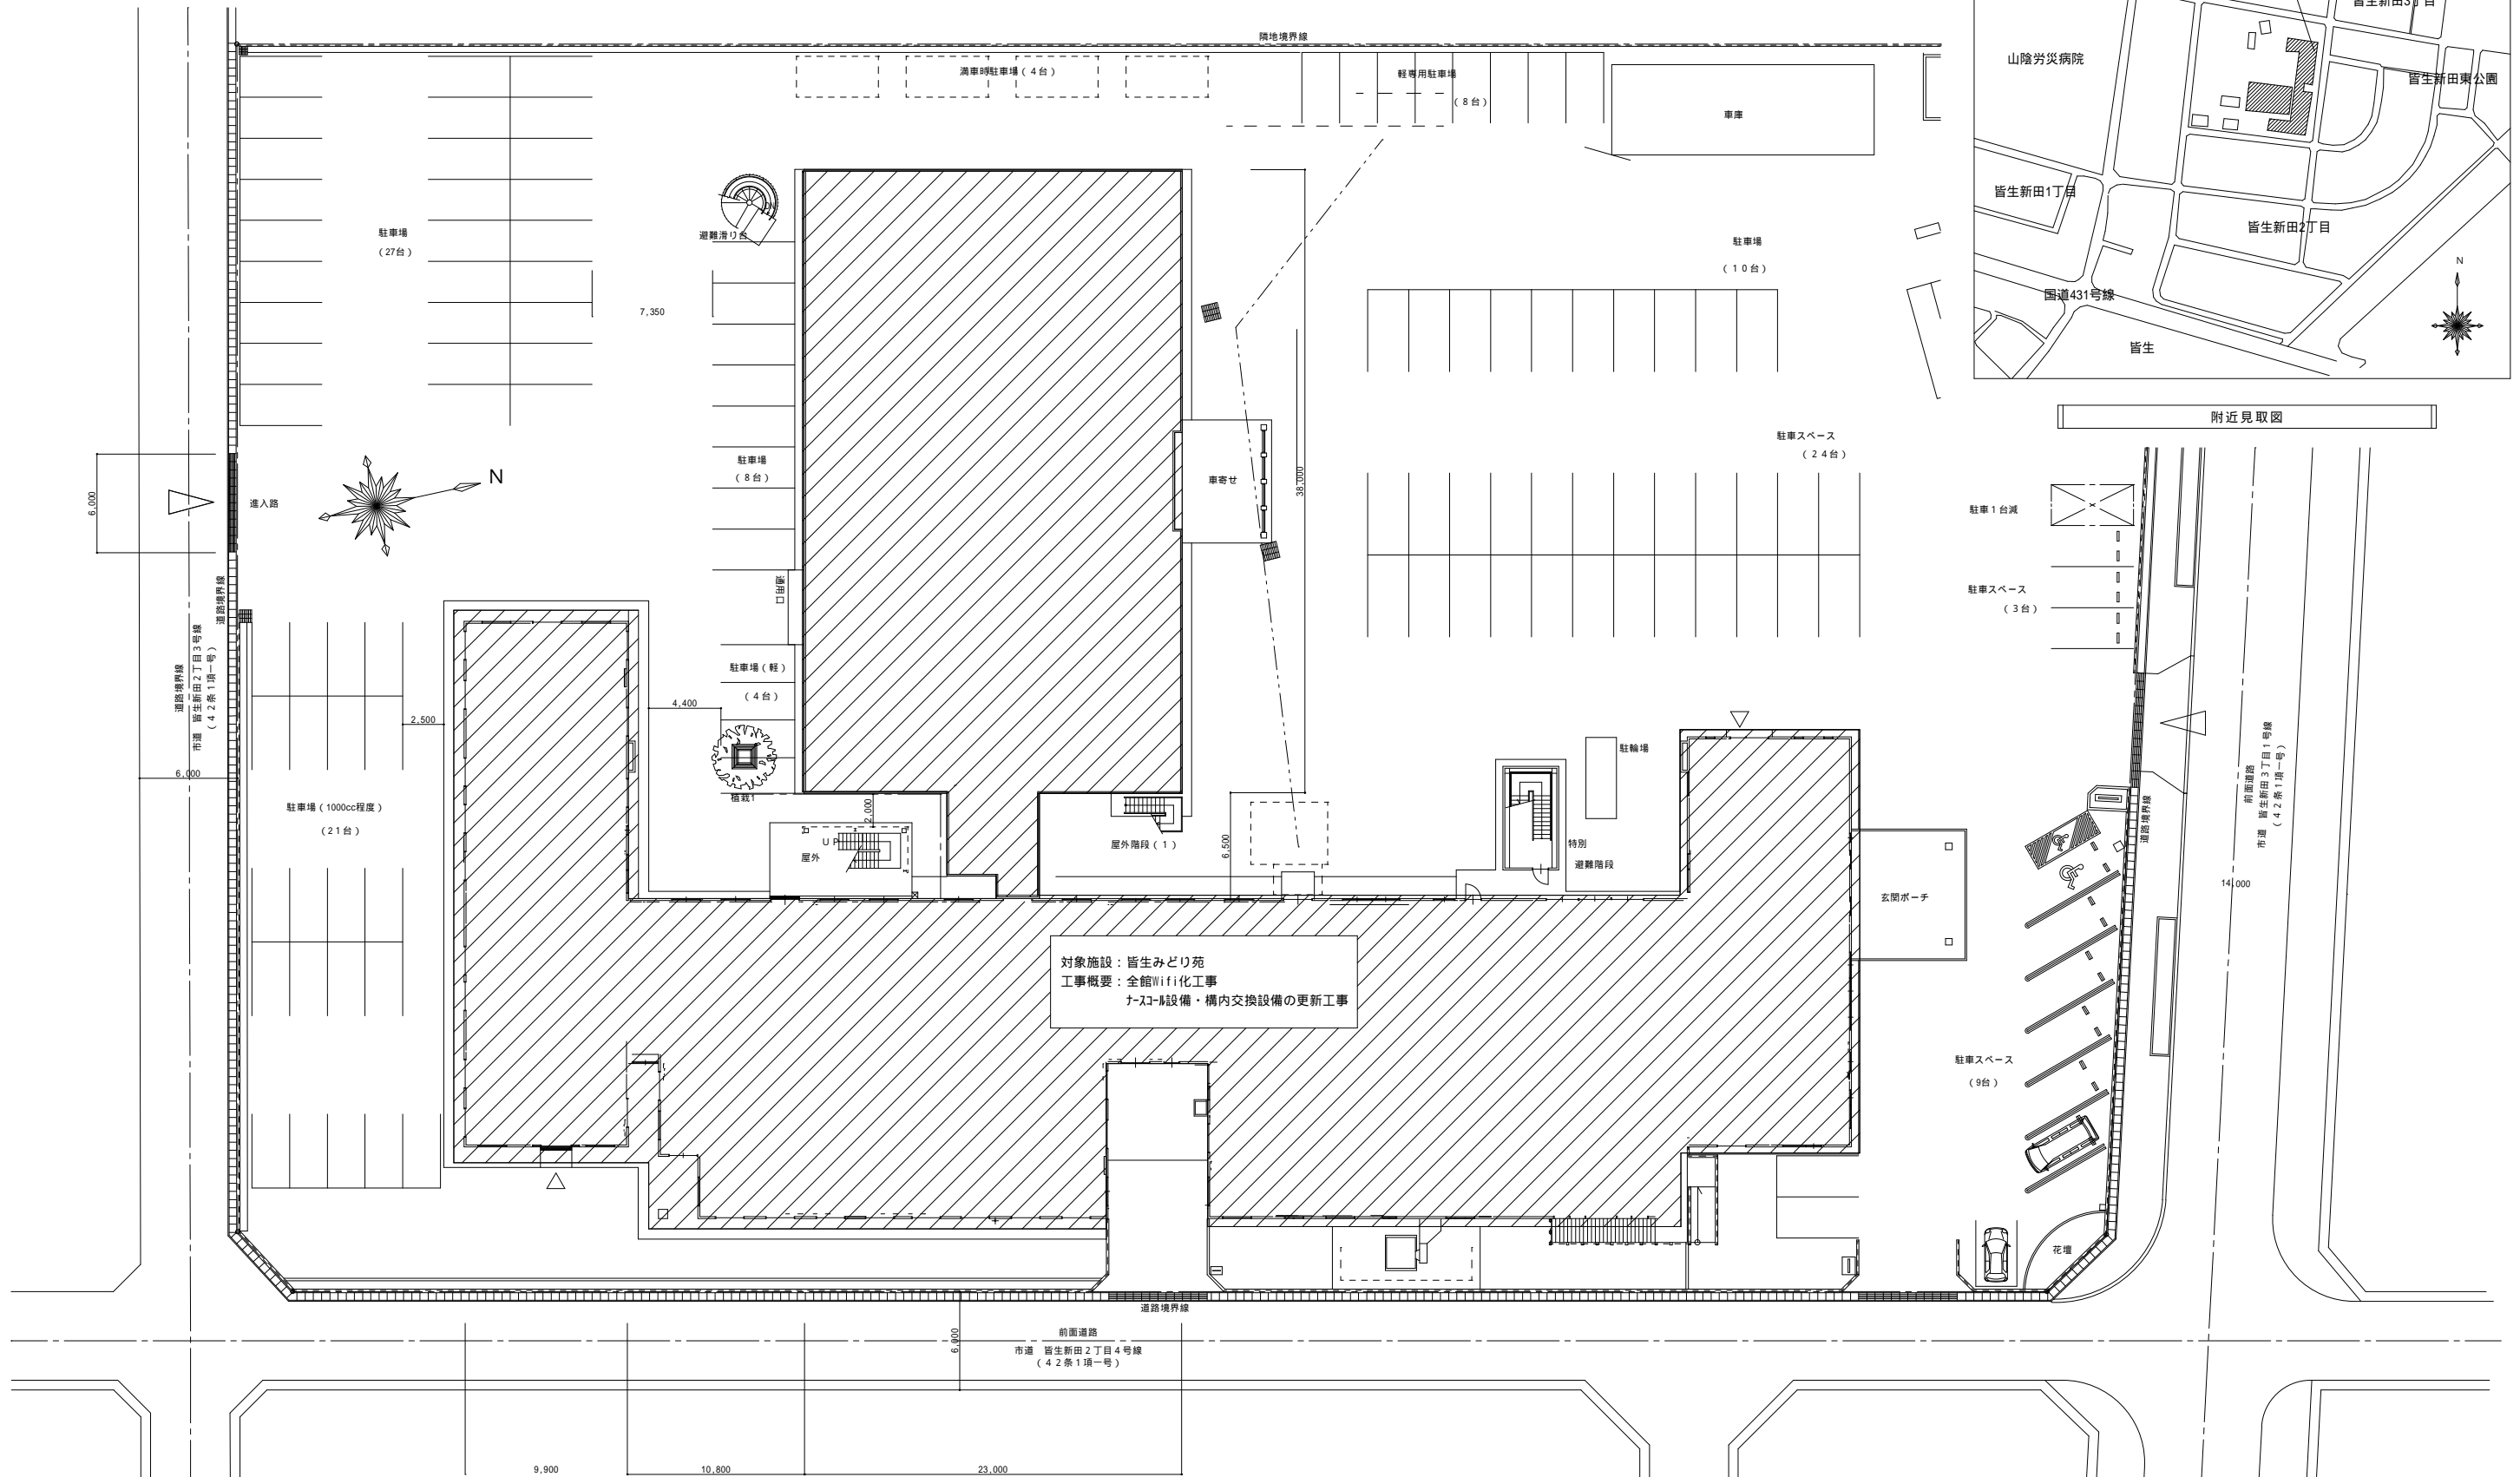 隣地境界線
満車時駐車場（４台）
軽専用駐車場
（８台）
車庫
駐車場
（27台）
避難滑り台
7,350
駐車場
（１０台）
駐車スペース
（２４台）
駐車場
（８台）
車寄せ
38,000
6,000
進入路
N
通用口
道路境界線
道路境界線
市道　皆生新田２丁目３号線
（４２条１項一号）
6,000
2,500
4,400
駐車場（軽）
（４台）
植栽1
駐車場（1000cc程度）
（２１台）
2,000
ＵＰ
屋外
屋外階段（１）
6,500
駐輪場
特別
避難階段
玄関ポーチ
対象施設：皆生みどり苑
工事概要：全館Wifi化工事
ﾅｰｽｺｰﾙ設備・構内交換設備の更新工事
駐車１台減
駐車スペース
（３台）
道路境界線
前面道路
市道　皆生新田３丁目１号線
（４２条１項一号）
14,000
駐車スペース
（9台）
花壇
道路境界線
前面道路
市道　皆生新田２丁目４号線
（４２条１項一号）
6,000
9,900
10,800
23,000
皆生新田3丁目
山陰労災病院
皆生新田東公園
皆生新田1丁目
皆生新田2丁目
国道431号線
皆生
N
附近見取図